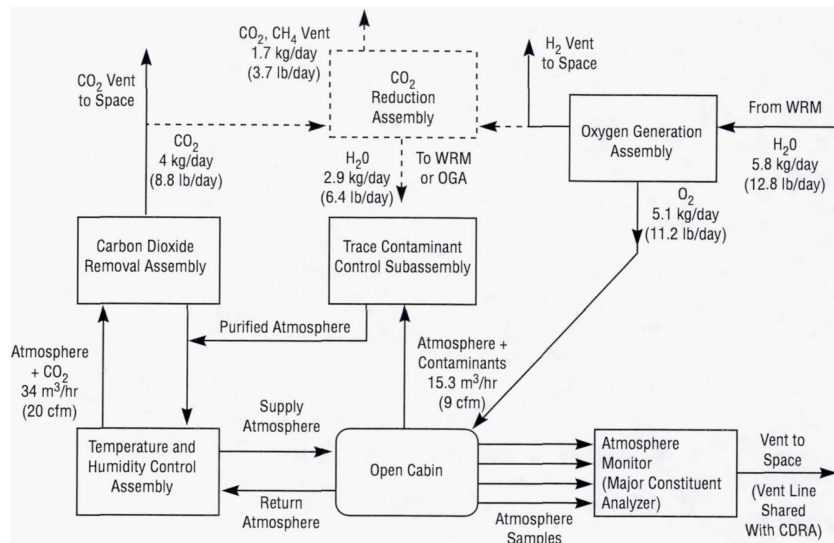 CO2 Vent
to Space
CO2, CH4 Vent
1.7 kg/day
(3.7 lb/day)
CO2
Reduction
Assembly
H2 Vent
to Space
Oxygen Generation
Assembly
From WRM
H20
5.8 kg/day
(12.8 lb/day)
CO2
4 kg/day
(8.8 lb/day)
H20
2.9 kg/day
(6.4 lb/day)
To WRM
or OGA
O2
5.1 kg/day
(11.2 lb/day)
Carbon Dioxide
Removal Assembly
Trace Contaminant
Control Subassembly
Purified Atmosphere
Atmosphere
+ CO2
34 m3/hr
(20 cfm)
Atmosphere +
Contaminants
15.3 m3/hr
(9 cfm)
Supply
Atmosphere
Temperature and
Humidity Control
Assembly
Return
Atmosphere
Open Cabin
Atmosphere
Samples
Atmosphere
Monitor
(Major Constituent
Analyzer)
Vent to
Space
(Vent Line
Shared
With CDRA)